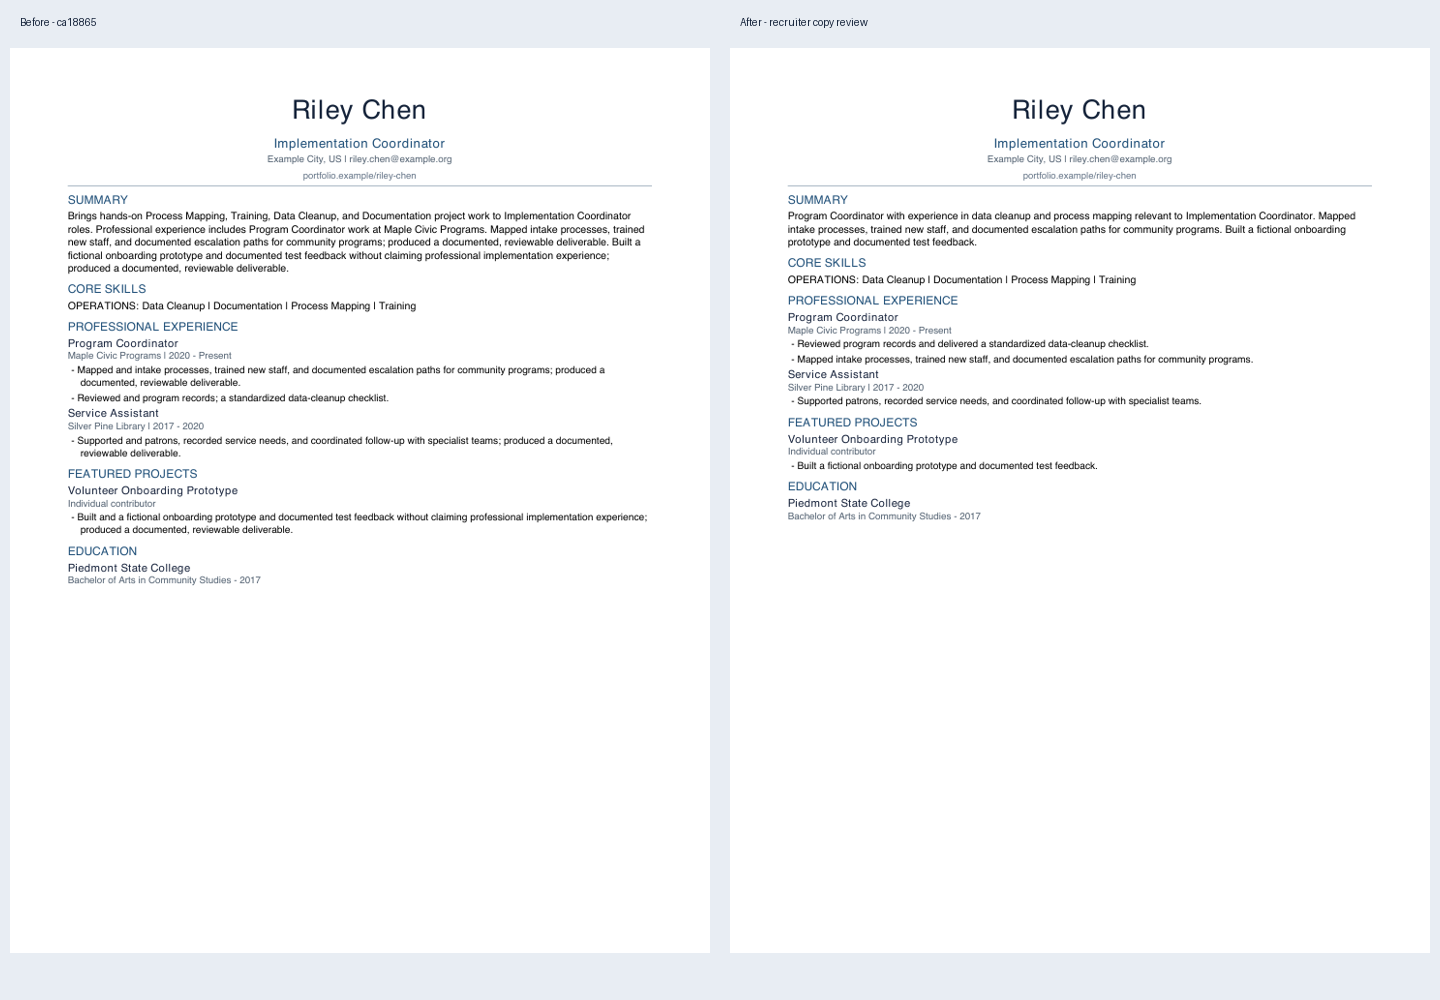 Before - ca18865
Riley Chen
Implementation Coordinator
Example City, US | riley.chen@example.org
portfolio.example/riley-chen
SUMMARY
Brings hands-on Process Mapping, Training, Data Cleanup, and Documentation project work to Implementation Coordinator
roles. Professional experience includes Program Coordinator work at Maple Civic Programs. Mapped intake processes, trained
new staff, and documented escalation paths for community programs; produced a documented, reviewable deliverable. Built a
fictional onboarding prototype and documented test feedback without claiming professional implementation experience;
produced a documented, reviewable deliverable.
CORE SKILLS
OPERATIONS: Data Cleanup | Documentation | Process Mapping | Training
PROFESSIONAL EXPERIENCE
Program Coordinator
Maple Civic Programs | 2020 - Present
- Mapped and intake processes, trained new staff, and documented escalation paths for community programs; produced a
documented, reviewable deliverable.
- Reviewed and program records; a standardized data-cleanup checklist.
Service Assistant
Silver Pine Library | 2017 - 2020
- Supported and patrons, recorded service needs, and coordinated follow-up with specialist teams; produced a documented,
reviewable deliverable.
FEATURED PROJECTS
Volunteer Onboarding Prototype
Individual contributor
- Built and a fictional onboarding prototype and documented test feedback without claiming professional implementation experience;
produced a documented, reviewable deliverable.
EDUCATION
Piedmont State College
Bachelor of Arts in Community Studies - 2017
After - recruiter copy review
Riley Chen
Implementation Coordinator
Example City, US | riley.chen@example.org
portfolio.example/riley-chen
SUMMARY
Program Coordinator with experience in data cleanup and process mapping relevant to Implementation Coordinator. Mapped
intake processes, trained new staff, and documented escalation paths for community programs. Built a fictional onboarding
prototype and documented test feedback.
CORE SKILLS
OPERATIONS: Data Cleanup | Documentation | Process Mapping | Training
PROFESSIONAL EXPERIENCE
Program Coordinator
Maple Civic Programs | 2020 - Present
- Reviewed program records and delivered a standardized data-cleanup checklist.
- Mapped intake processes, trained new staff, and documented escalation paths for community programs.
Service Assistant
Silver Pine Library | 2017 - 2020
- Supported patrons, recorded service needs, and coordinated follow-up with specialist teams.
FEATURED PROJECTS
Volunteer Onboarding Prototype
Individual contributor
- Built a fictional onboarding prototype and documented test feedback.
EDUCATION
Piedmont State College
Bachelor of Arts in Community Studies - 2017